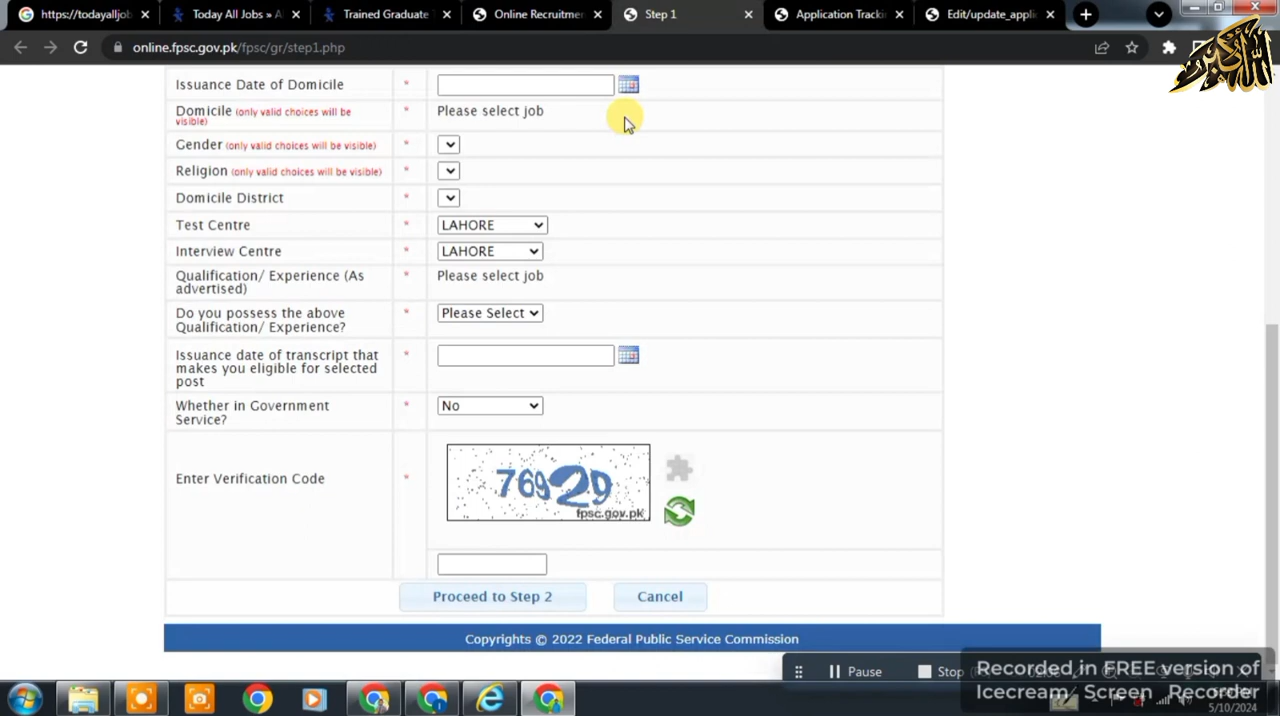 https://todayalljob
Today All Jobs » A
Trained Graduate
Online Recruitme
Step 1
Application Tracki
Edit/update_appli
online.fpsc.gov.pk/fpsc/gr/step1.php
الله أكبر
Issuance Date of Domicile *
Domicile (only valid choices will be visible) * Please select job
Gender (only valid choices will be visible) *
Religion (only valid choices will be visible) *
Domicile District *
Test Centre * LAHORE
Interview Centre * LAHORE
Qualification/ Experience (As
advertised) * Please select job
Do you possess the above
Qualification/ Experience? * Please Select
Issuance date of transcript that
makes you eligible for selected
post *
Whether in Government
Service? * No
Enter Verification Code *
76929
fpsc.gov.pk
Proceed to Step 2 Cancel
Copyrights © 2022 Federal Public Service Commission
Pause Stop
Recorded in FREE version of
Icecream Screen Recorder
5/10/2024